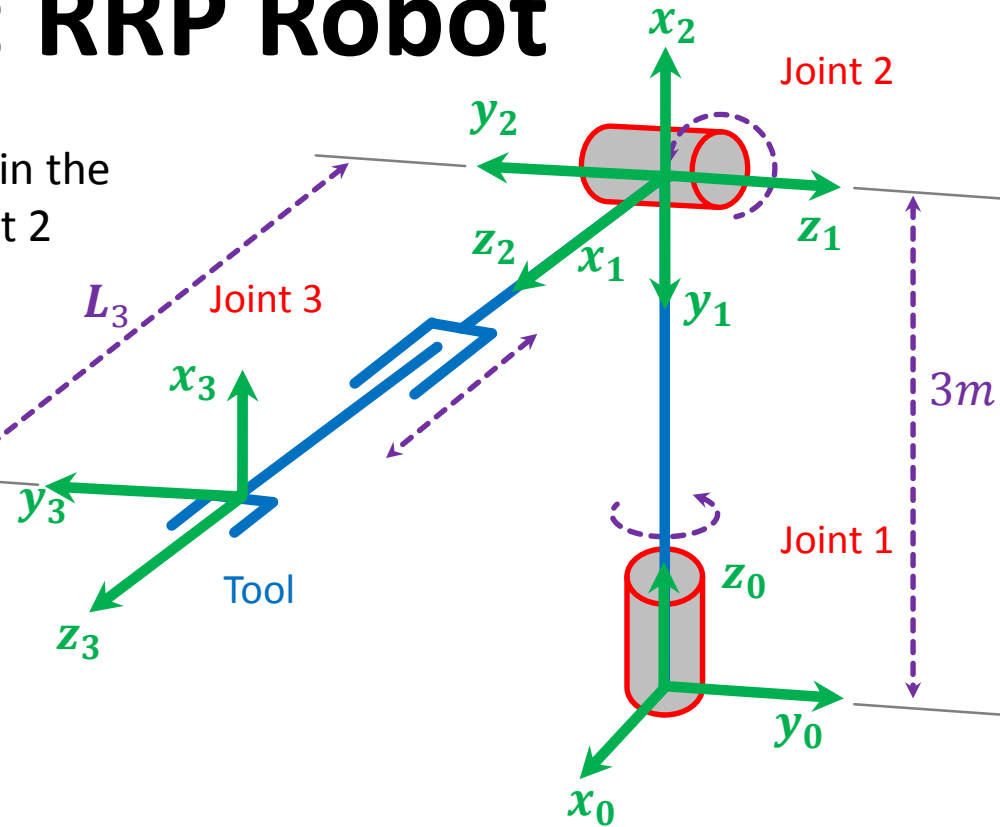 : RRP Robot
in the
t 2
x₂
Joint 2
y₂
z₁
z₂
x₁
y₁
L₃
Joint 3
3m
x₃
y₃
Joint 1
z₀
Tool
z₃
y₀
x₀